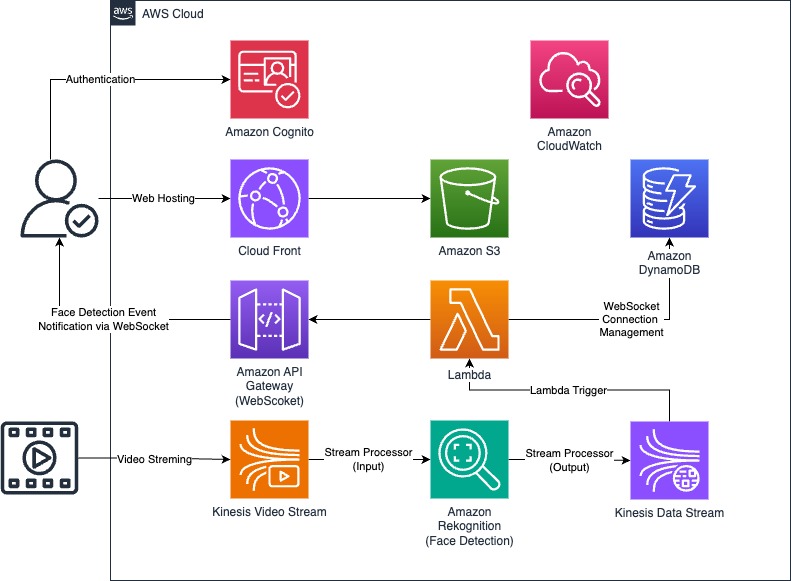 aws
AWS Cloud
Authentication
Amazon Cognito
Amazon
CloudWatch
Web Hosting
Cloud Front
Amazon S3
Amazon
DynamoDB
Face Detection Event
Notification via WebSocket
WebSocket
Connection
Management
Amazon API
Gateway
(WebScoket)
Lambda
Lambda Trigger
Video Streming
Stream Processor
(Input)
Stream Processor
(Output)
Kinesis Video Stream
Amazon
Rekognition
(Face Detection)
Kinesis Data Stream